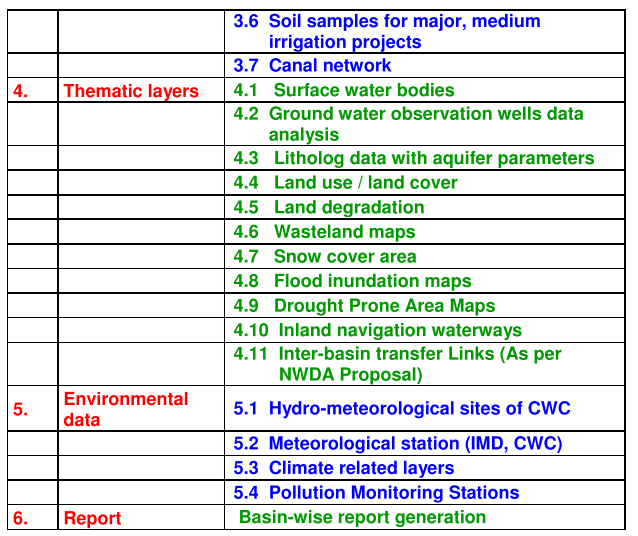 3.6 Soil samples for major, medium
irrigation projects
3.7 Canal network
4. Thematic layers 4.1 Surface water bodies
4.2 Ground water observation wells data
analysis
4.3 Litholog data with aquifer parameters
4.4 Land use / land cover
4.5 Land degradation
4.6 Wasteland maps
4.7 Snow cover area
4.8 Flood inundation maps
4.9 Drought Prone Area Maps
4.10 Inland navigation waterways
4.11 Inter-basin transfer Links (As per
NWDA Proposal)
5. Environmental
data
5.1 Hydro-meteorological sites of CWC
5.2 Meteorological station (IMD, CWC)
5.3 Climate related layers
5.4 Pollution Monitoring Stations
6. Report Basin-wise report generation